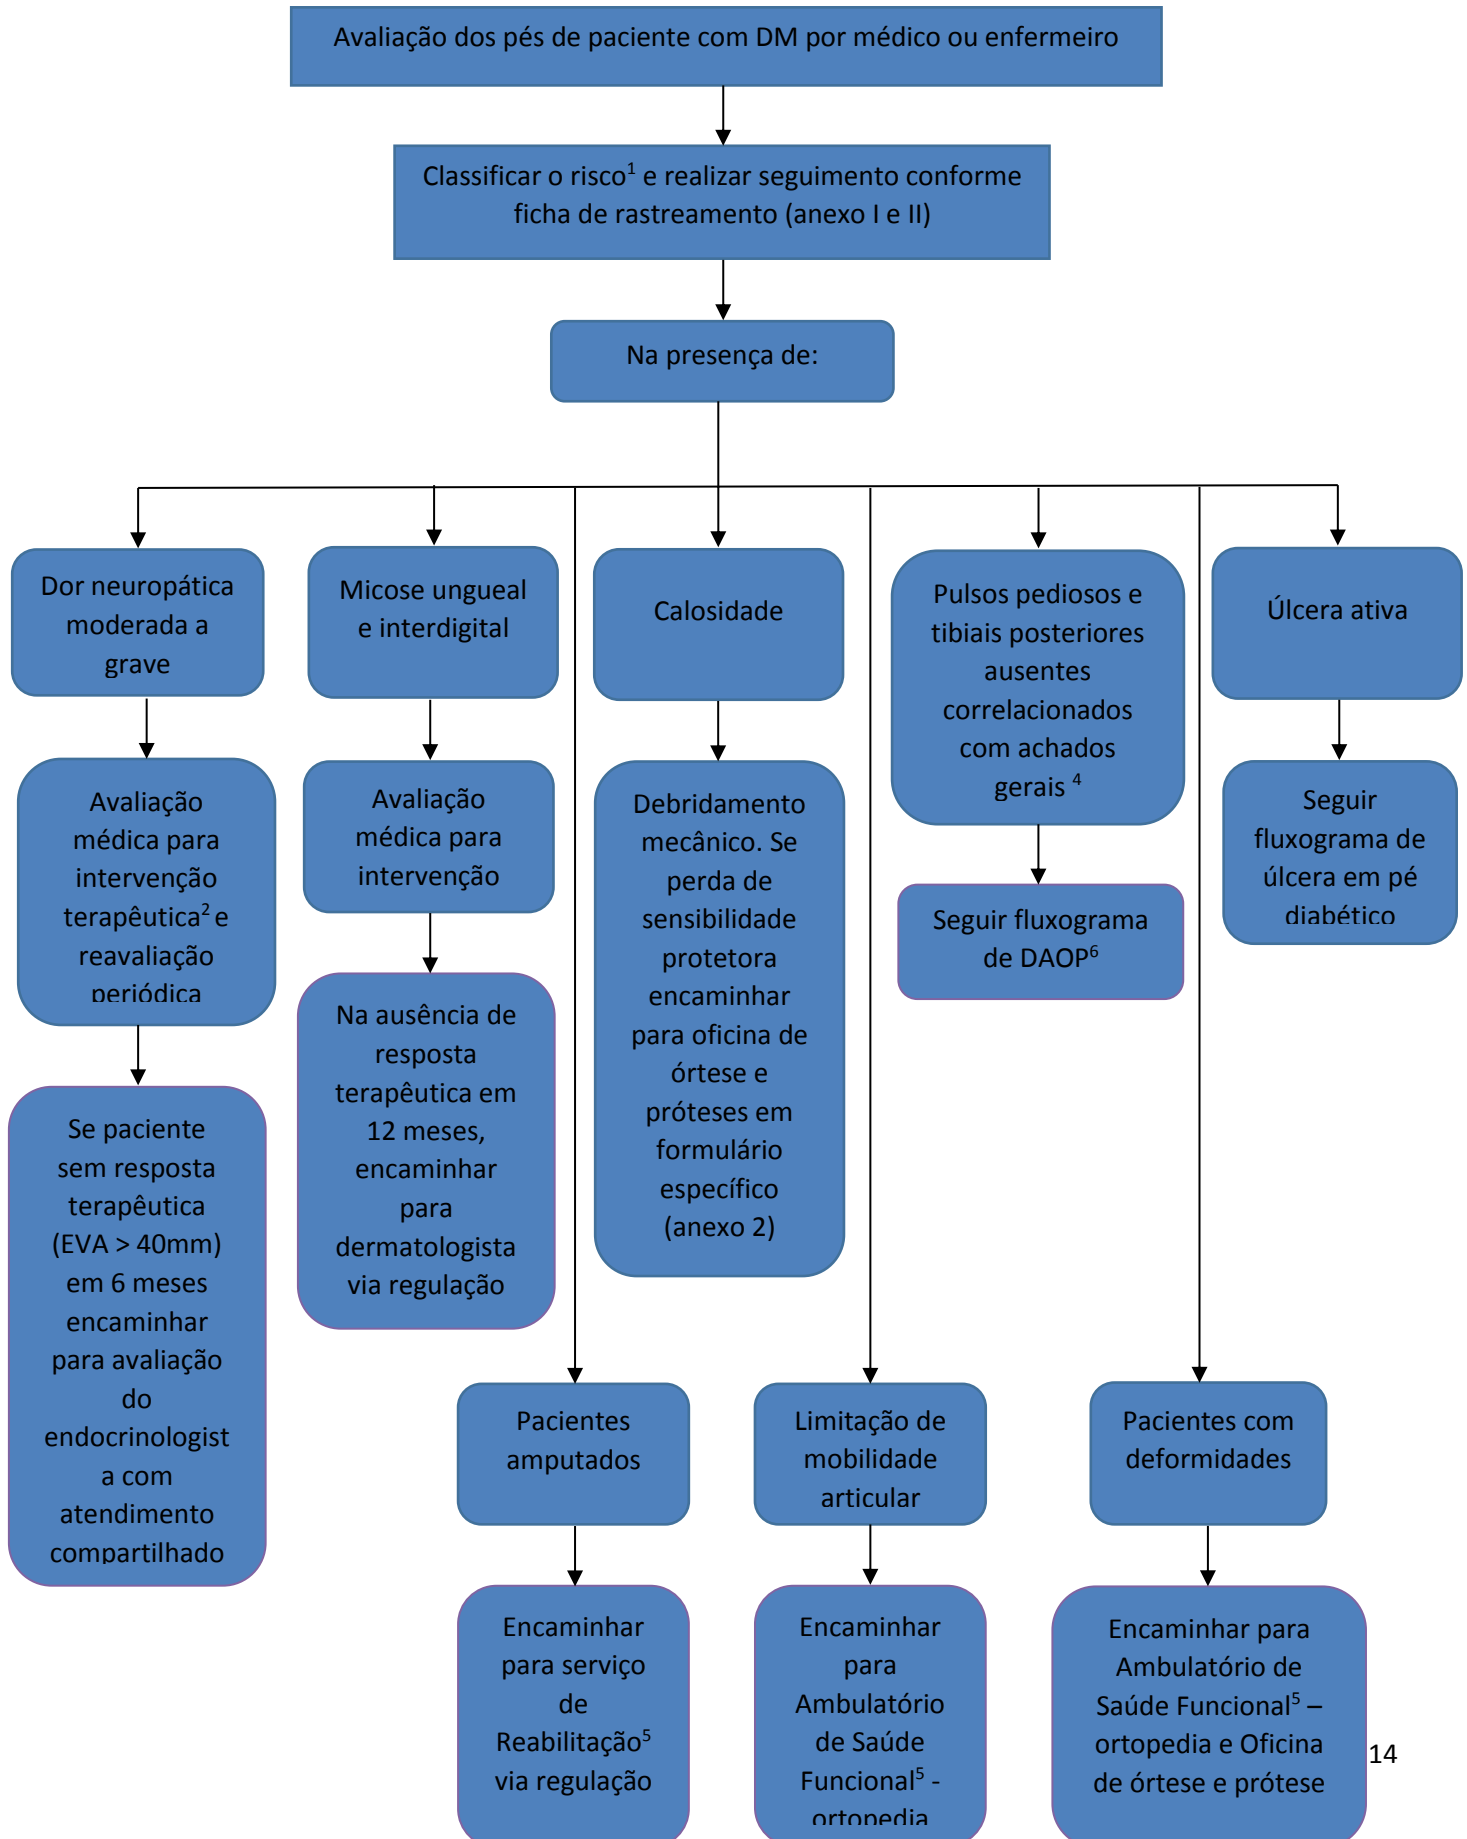 Avaliação dos pés de paciente com DM por médico ou enfermeiro
Classificar o risco¹ e realizar seguimento conforme
ficha de rastreamento (anexo I e II)
Na presença de:
Dor neuropática
moderada a
grave
Micose ungueal
e interdigital
Calosidade
Pulsos pediosos e
tibiais posteriores
ausentes
correlacionados
com achados
gerais ⁴
Úlcera ativa
Avaliação
médica para
intervenção
terapêutica² e
reavaliação
periódica
Avaliação
médica para
intervenção
Debridamento
mecânico. Se
perda de
sensibilidade
protetora
encaminhar
para oficina de
órtese e
próteses em
formulário
específico
(anexo 2)
Seguir fluxograma
de DAOP⁶
Seguir
fluxograma de
úlcera em pé
diabético
Se paciente
sem resposta
terapêutica
(EVA > 40mm)
em 6 meses
encaminhar
para avaliação
do
endocrinologist
a com
atendimento
compartilhado
Na ausência de
resposta
terapêutica em
12 meses,
encaminhar
para
dermatologista
via regulação
Pacientes
amputados
Limitação de
mobilidade
articular
Pacientes com
deformidades
Encaminhar
para serviço
de
Reabilitação⁵
via regulação
Encaminhar
para
Ambulatório
de Saúde
Funcional⁵ -
ortopedia
Encaminhar para
Ambulatório de
Saúde Funcional⁵ –
ortopedia e Oficina
de órtese e prótese
14